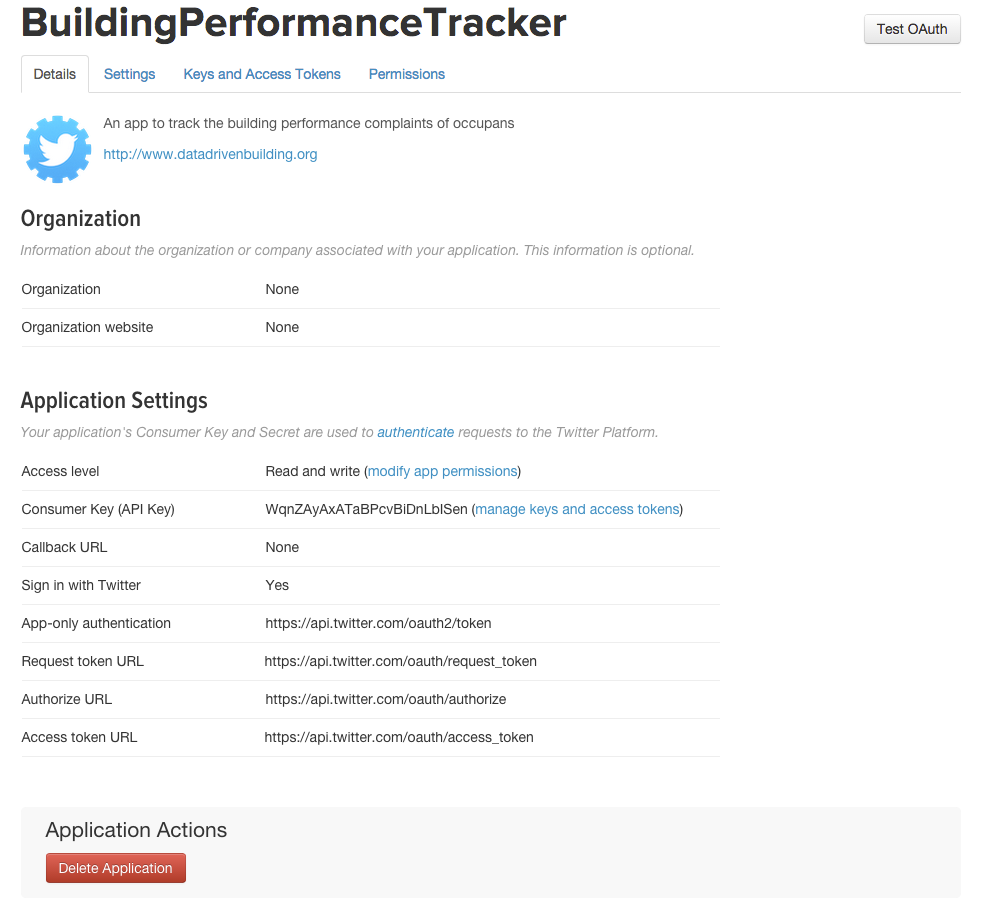 BuildingPerformanceTracker
Test OAuth
Details Settings Keys and Access Tokens Permissions
An app to track the building performance complaints of occupans
http://www.datadrivenbuilding.org
Organization
Information about the organization or company associated with your application. This information is optional.
Organization None
Organization website None
Application Settings
Your application's Consumer Key and Secret are used to authenticate requests to the Twitter Platform.
Access level Read and write (modify app permissions)
Consumer Key (API Key) WqnZAyAxATaBPcvBiDnLbISen (manage keys and access tokens)
Callback URL None
Sign in with Twitter Yes
App-only authentication https://api.twitter.com/oauth2/token
Request token URL https://api.twitter.com/oauth/request_token
Authorize URL https://api.twitter.com/oauth/authorize
Access token URL https://api.twitter.com/oauth/access_token
Application Actions
Delete Application